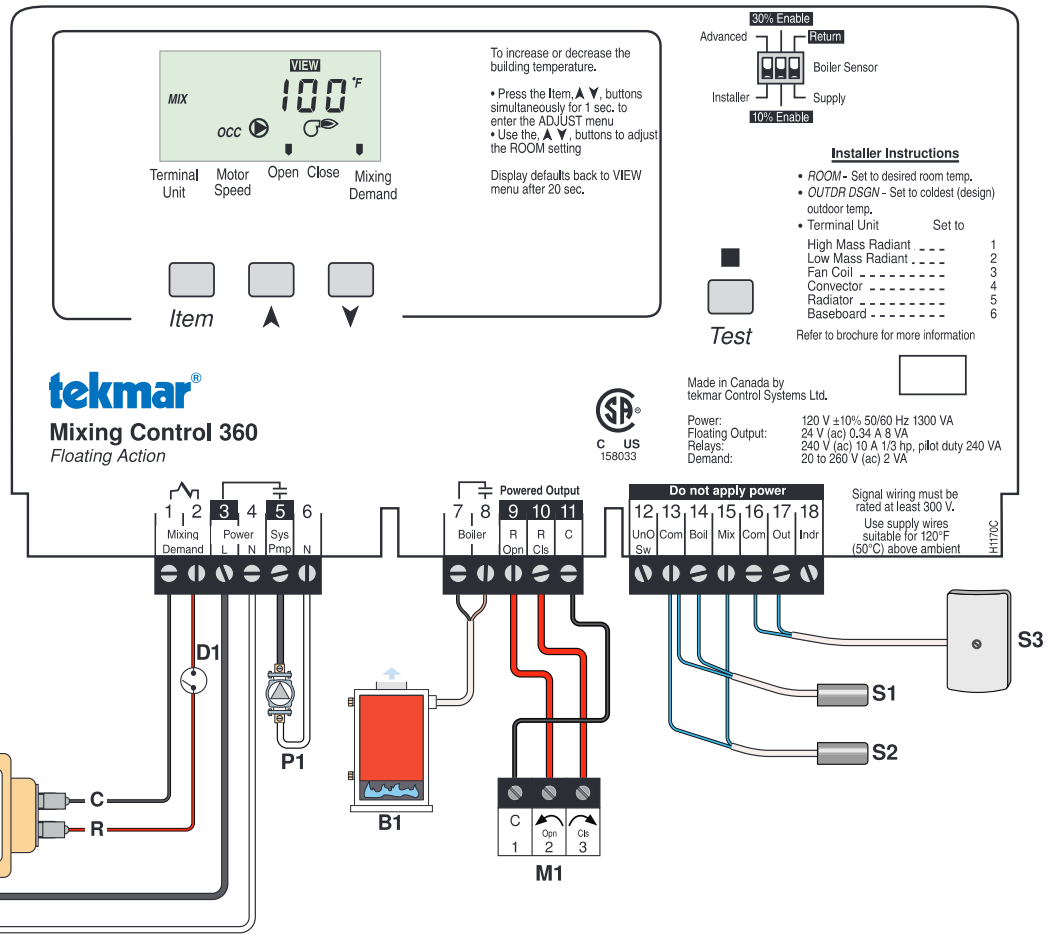 30% Enable
Advanced
Return
Boiler Sensor
Installer
Supply
10% Enable
VIEW
100 °F
MIX
OCC
Terminal Unit
Motor Speed
Open
Close
Mixing Demand
To increase or decrease the
building temperature.
• Press the Item, ▲ ▼, buttons
simultaneously for 1 sec. to
enter the ADJUST menu
• Use the, ▲ ▼, buttons to adjust
the ROOM setting
Display defaults back to VIEW
menu after 20 sec.
Item
Test
Installer Instructions
• ROOM - Set to desired room temp.
• OUTDR DSGN - Set to coldest (design)
outdoor temp.
• Terminal Unit Set to
High Mass Radiant 1
Low Mass Radiant 2
Fan Coil 3
Convector 4
Radiator 5
Baseboard 6
Refer to brochure for more information
tekmar®
Mixing Control 360
Floating Action
SA®
C US
158033
Made in Canada by
tekmar Control Systems Ltd.
Power: 120 V ±10% 50/60 Hz 1300 VA
Floating Output: 24 V (ac) 0.34 A 8 VA
Relays: 240 V (ac) 10 A 1/3 hp, pilot duty 240 VA
Demand: 20 to 260 V (ac) 2 VA
Powered Output
Do not apply power
Signal wiring must be
rated at least 300 V.
Use supply wires
suitable for 120°F
(50°C) above ambient
H1170C
1 2 3 4 5 6
Mixing Demand
Power
L N
Sys Pmp
N
7 8 9 10 11
Boiler
R Opn
R Cls
C
12 13 14 15 16 17 18
UnO Sw
Com
Boil
Mix
Com
Out
Indr
D1
P1
B1
C
R
C
1
Opn
2
Cls
3
M1
S1
S2
S3